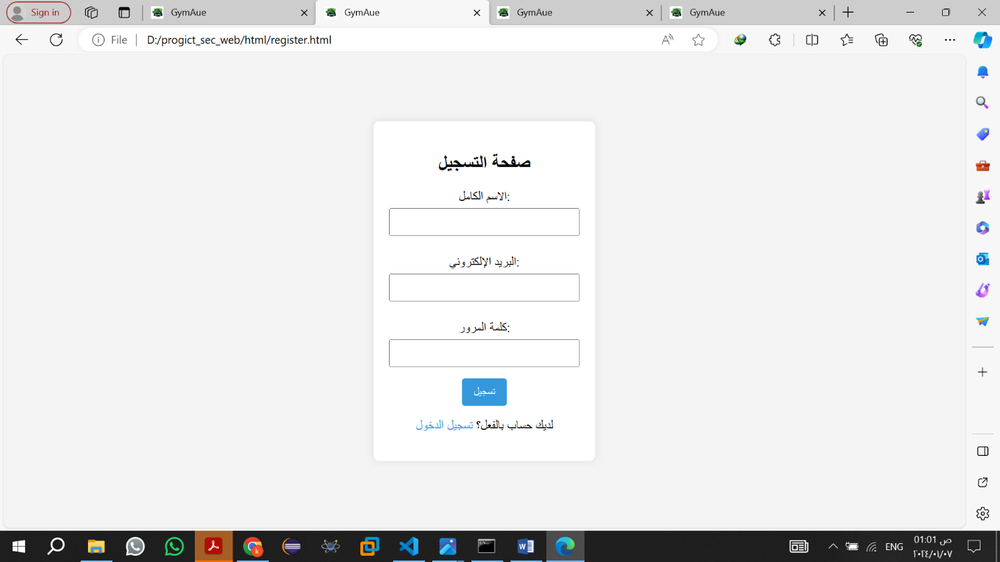 Sign in
GymAue
GymAue
GymAue
GymAue
File
D:/progict_sec_web/html/register.html
صفحة التسجيل
الاسم الكامل:
البريد الإلكتروني:
كلمة المرور:
تسجيل
لديك حساب بالفعل؟ تسجيل الدخول
ENG
01:01 ص
٢٠٢٤/٠١/٠٧